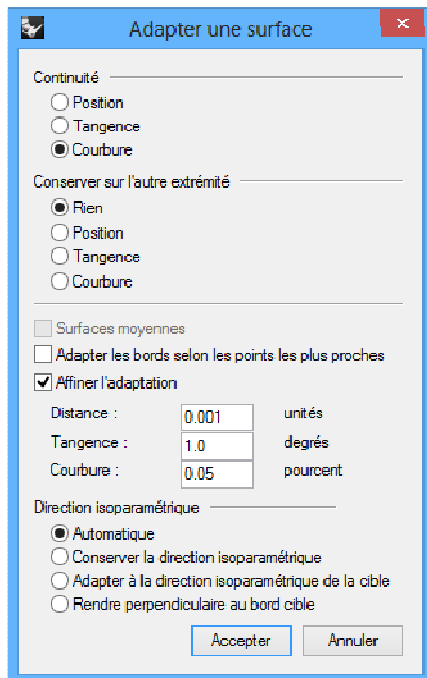 Adapter une surface
Continuité
Position
Tangence
Courbure
Conserver sur l'autre extrémité
Rien
Position
Tangence
Courbure
Surfaces moyennes
Adapter les bords selon les points les plus proches
Affiner l'adaptation
Distance : 0.001 unités
Tangence : 1.0 degrés
Courbure : 0.05 pourcent
Direction isoparamétrique
Automatique
Conserver la direction isoparamétrique
Adapter à la direction isoparamétrique de la cible
Rendre perpendiculaire au bord cible
Accepter Annuler